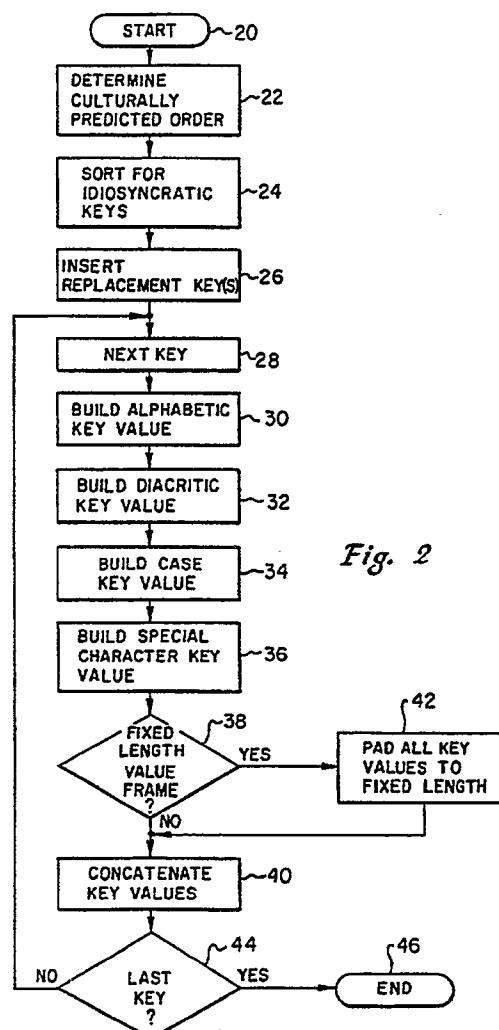 START
20
DETERMINE
CULTURALLY
PREDICTED ORDER
22
SORT FOR
IDIOSYNCRATIC
KEYS
24
INSERT
REPLACEMENT KEY(S)
26
NEXT KEY
28
BUILD ALPHABETIC
KEY VALUE
30
BUILD DIACRITIC
KEY VALUE
32
BUILD CASE
KEY VALUE
34
Fig. 2
BUILD SPECIAL
CHARACTER KEY
VALUE
36
FIXED
LENGTH
VALUE
FRAME
?
38
YES
NO
42
PAD ALL KEY
VALUES TO
FIXED LENGTH
CONCATENATE
KEY VALUES
40
LAST
KEY
?
44
NO
YES
46
END